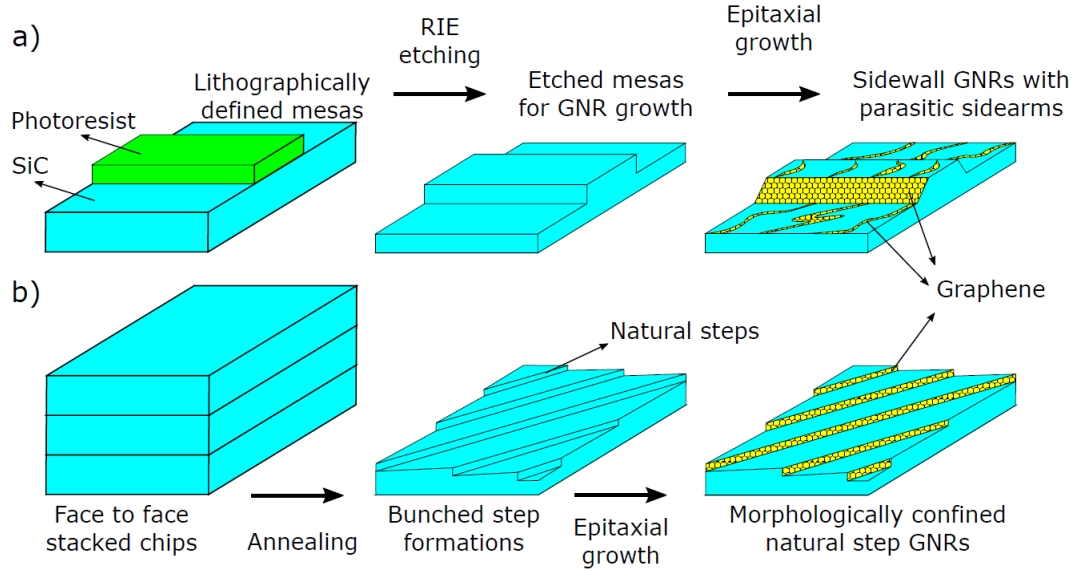 a)
RIE
etching
Epitaxial
growth
Lithographically
defined mesas
Etched mesas
for GNR growth
Sidewall GNRs with
parasitic sidearms
Photoresist
SiC
b)
Graphene
Natural steps
Face to face
stacked chips
Annealing
Bunched step
formations
Epitaxial
growth
Morphologically confined
natural step GNRs